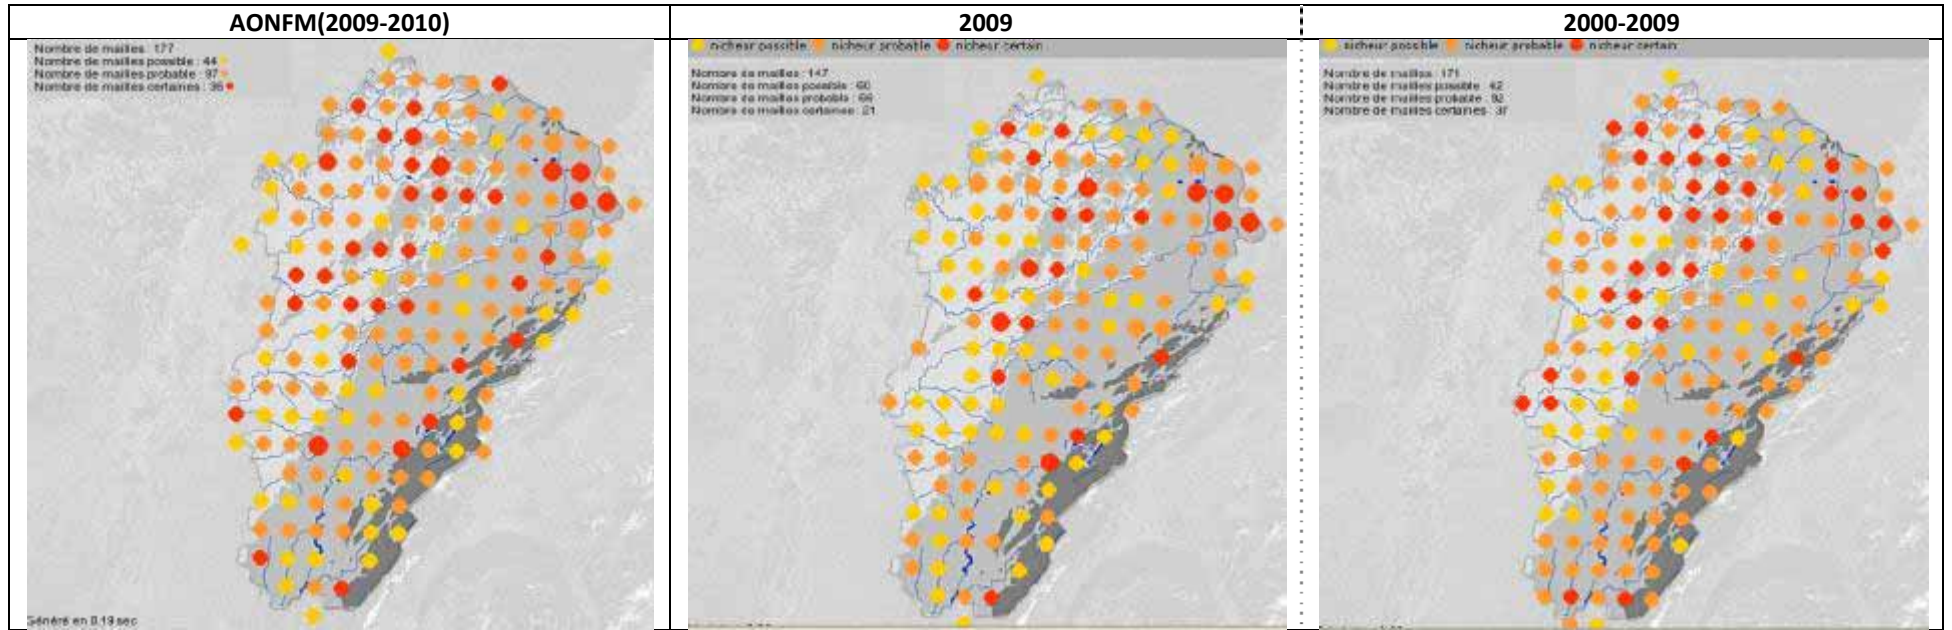 AONFM(2009-2010)
2009
2000-2009
Nombre de mailles : 177
Nombre de mailles possible : 44
Nombre de mailles probable : 97
Nombre de mailles certaines : 36
Généré en 0.19 sec
nicheur possible nicheur probable nicheur certain
Nombre de mailles : 147
Nombre de mailles possible : 60
Nombre de mailles probable : 66
Nombre de mailles certaines : 21
nicheur possible nicheur probable nicheur certain
Nombre de mailles : 171
Nombre de mailles possible : 42
Nombre de mailles probable : 92
Nombre de mailles certaines : 37